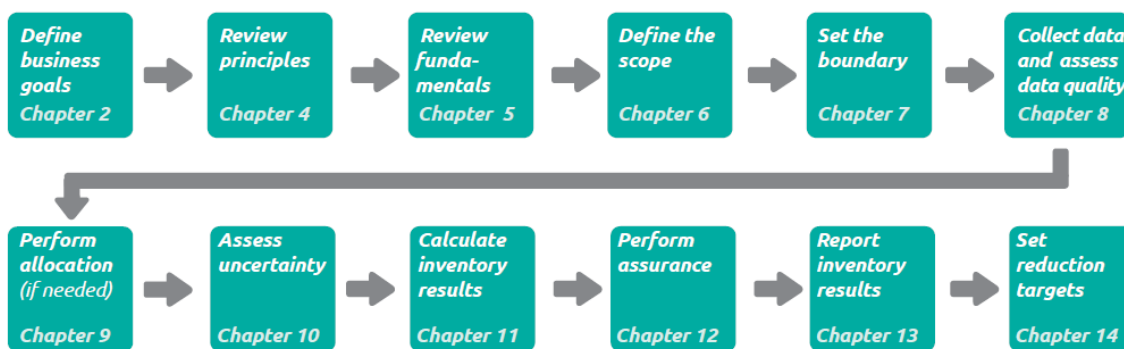 Define
business
goals
Chapter 2
Review
principles
Chapter 4
Review
funda-
mentals
Chapter 5
Define the
scope
Chapter 6
Set the
boundary
Chapter 7
Collect data
and assess
data quality
Chapter 8
Perform
allocation
(if needed)
Chapter 9
Assess
uncertainty
Chapter 10
Calculate
inventory
results
Chapter 11
Perform
assurance
Chapter 12
Report
inventory
results
Chapter 13
Set
reduction
targets
Chapter 14